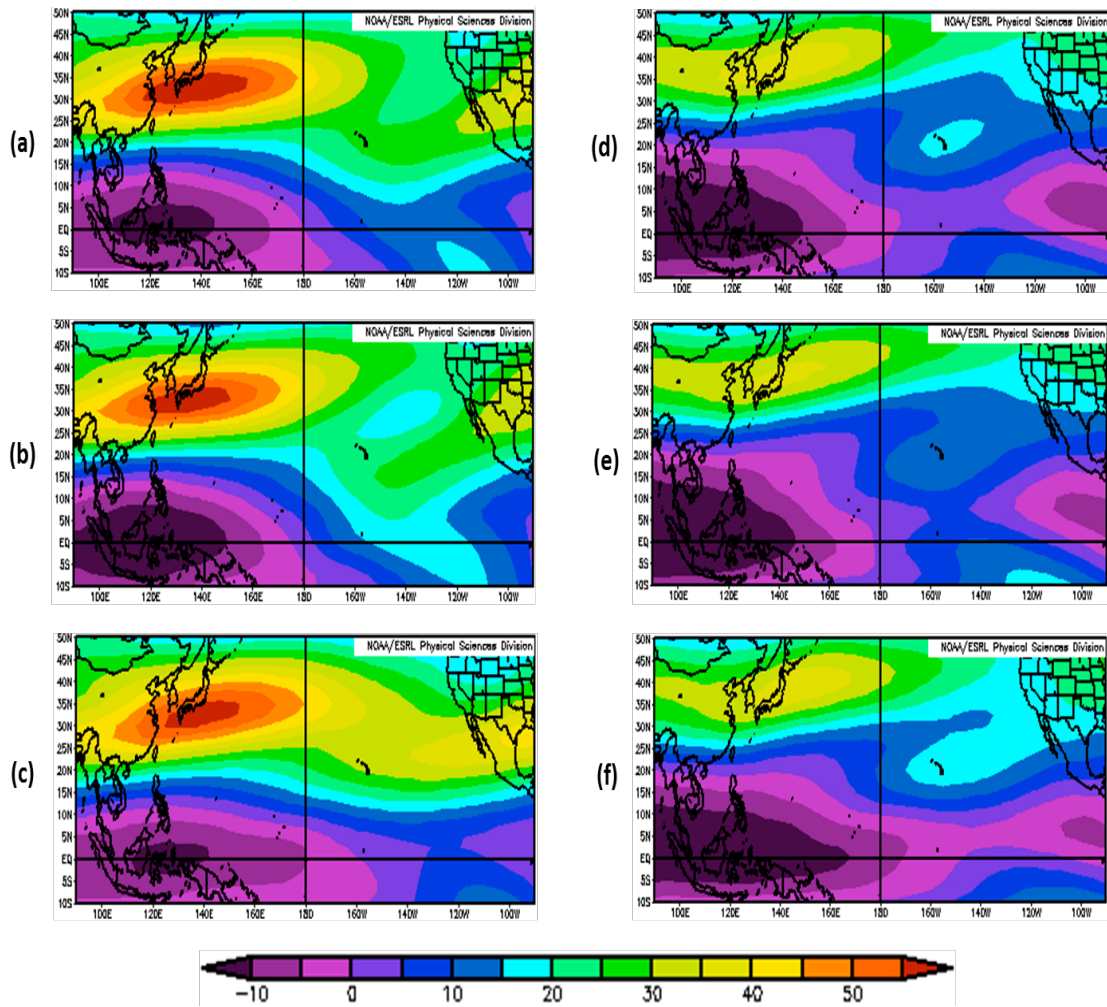 (a)
NOAA/ESRL Physical Sciences Division
50N
45N
40N
35N
30N
25N
20N
15N
10N
5N
EQ
5S
10S
100E 120E 140E 160E 180 160W 140W 120W 100W
(d)
NOAA/ESRL Physical Sciences Division
50N
45N
40N
35N
30N
25N
20N
15N
10N
5N
EQ
5S
10S
100E 120E 140E 160E 180 160W 140W 120W 100W
(b)
NOAA/ESRL Physical Sciences Division
50N
45N
40N
35N
30N
25N
20N
15N
10N
5N
EQ
5S
10S
100E 120E 140E 160E 180 160W 140W 120W 100W
(e)
NOAA/ESRL Physical Sciences Division
50N
45N
40N
35N
30N
25N
20N
15N
10N
5N
EQ
5S
10S
100E 120E 140E 160E 180 160W 140W 120W 100W
(c)
NOAA/ESRL Physical Sciences Division
50N
45N
40N
35N
30N
25N
20N
15N
10N
5N
EQ
5S
10S
100E 120E 140E 160E 180 160W 140W 120W 100W
(f)
NOAA/ESRL Physical Sciences Division
50N
45N
40N
35N
30N
25N
20N
15N
10N
5N
EQ
5S
10S
100E 120E 140E 160E 180 160W 140W 120W 100W
-10 0 10 20 30 40 50